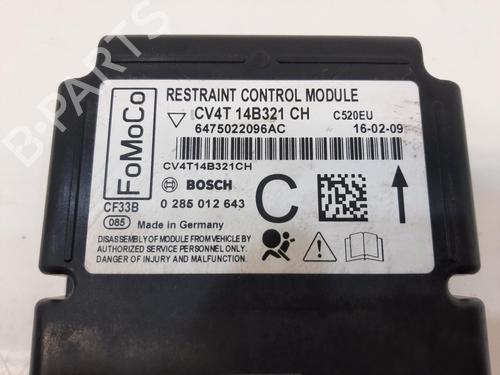 RESTRAINT CONTROL MODULE
FoMoCo
CV4T 14B321 CH
C520EU
6475022096AC
16-02-09
CV4T14B321CH
BOSCH
C
CF33B
0 285 012 643
085
Made in Germany
DISASSEMBLY OF MODULE FROM VEHICLE BY
AUTHORIZED SERVICE PERSONNEL ONLY.
DANGER OF INJURY AND MALFUNCTION
B-PARTS